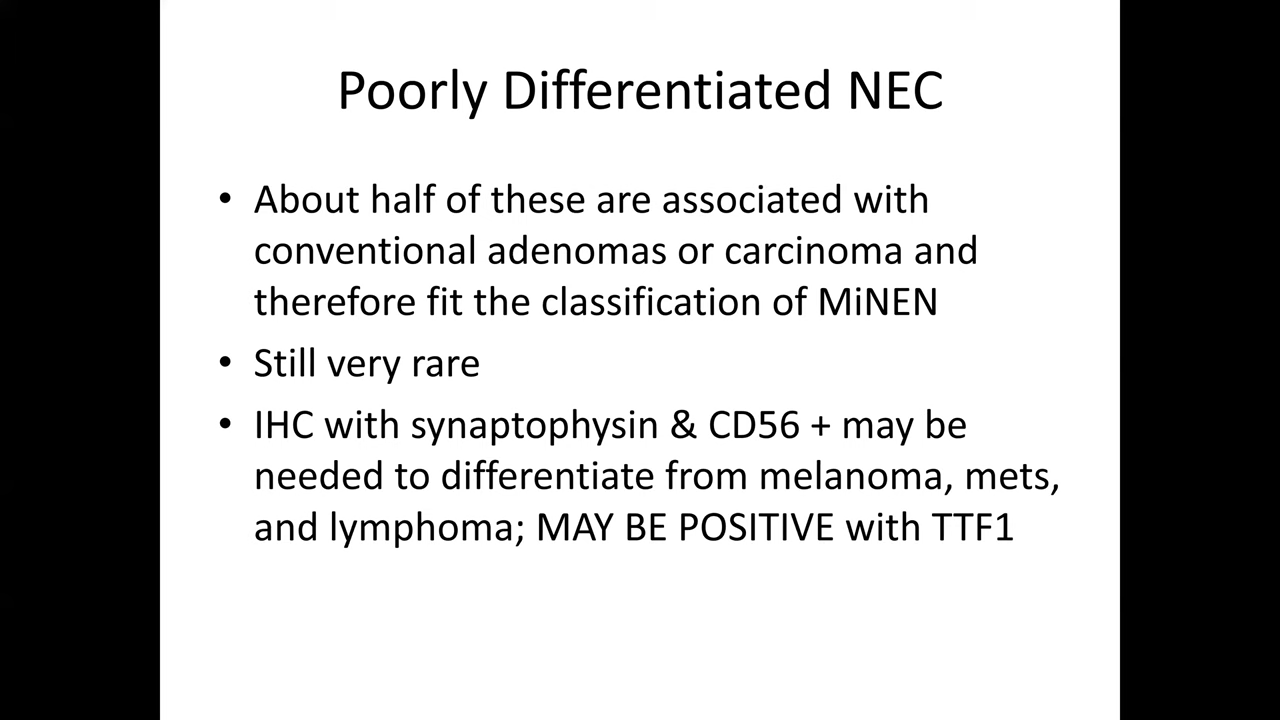 Poorly Differentiated NEC
• About half of these are associated with
conventional adenomas or carcinoma and
therefore fit the classification of MiNEN
• Still very rare
• IHC with synaptophysin & CD56 + may be
needed to differentiate from melanoma, mets,
and lymphoma; MAY BE POSITIVE with TTF1